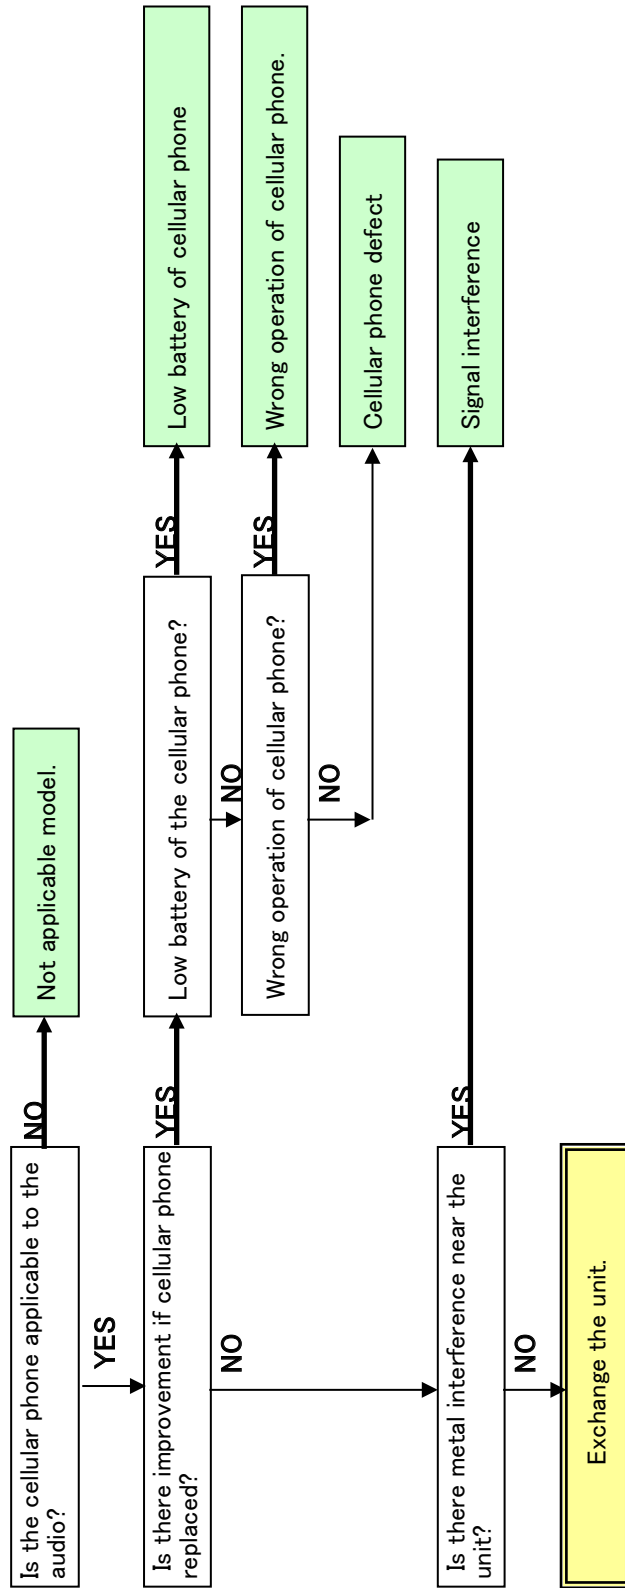 Is the cellular phone applicable to the
audio?
NO
Not applicable model.
YES
Is there improvement if cellular phone
replaced?
YES
Low battery of the cellular phone?
YES
Low battery of cellular phone
NO
Wrong operation of cellular phone?
YES
Wrong operation of cellular phone.
NO
Cellular phone defect
NO
Is there metal interference near the
unit?
YES
Signal interference
NO
Exchange the unit.